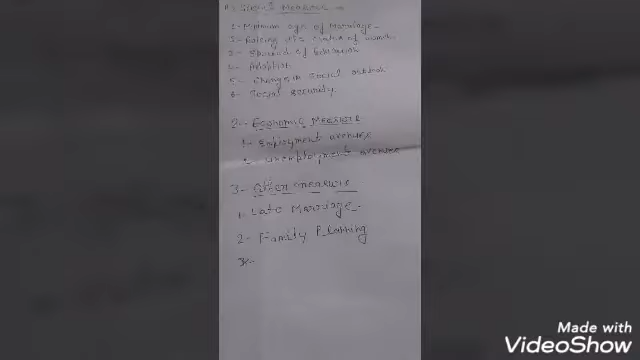 Social Measure
1- Minimum age of Marriage-
2- Raising the status of women
3- Spread of Education
4- Adoption
5- Change in Social outlook
6- Social security
2- Economic Measure
1- Employment avenue
2- Unemployment avenue
3- Other measure
1. Late Marriage-
2- Family Planning
3-
Made with
VideoShow